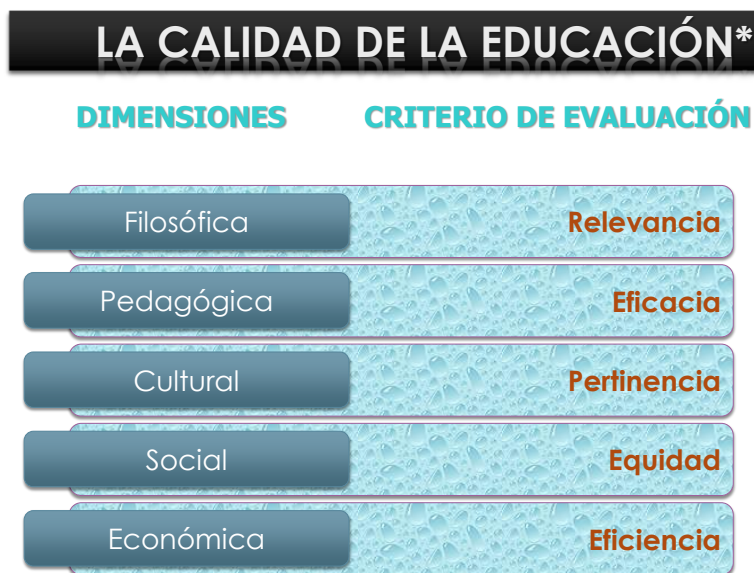 LA CALIDAD DE LA EDUCACIÓN*
DIMENSIONES CRITERIO DE EVALUACIÓN
Filosófica Relevancia
Pedagógica Eficacia
Cultural Pertinencia
Social Equidad
Económica Eficiencia